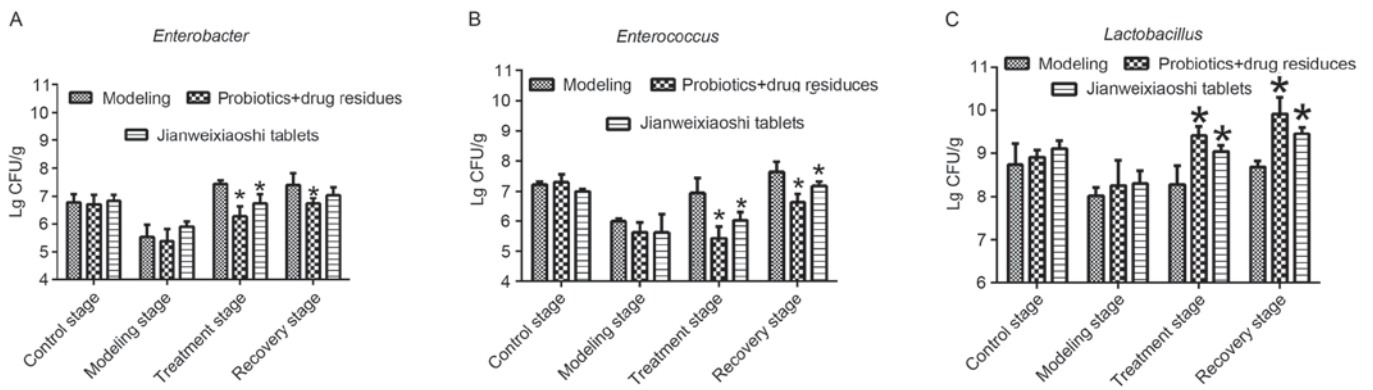 A
Enterobacter
11
10
9
8
7
6
5
4
Lg CFU/g
Modeling
Probiotics+drug residues
Jianweixiaoshi tablets
*
*
*
Control stage
Modeling stage
Treatment stage
Recovery stage
B
Enterococcus
11
10
9
8
7
6
5
4
Lg CFU/g
Modeling
Probiotics+drug residuces
Jianweixiaoshi tablets
*
*
*
*
Control stage
Modeling stage
Treatment stage
Recovery stage
C
Lactobacillus
11
10
9
8
7
6
Lg CFU/g
Modeling
Probiotics+drug residuces
Jianweixiaoshi tablets
*
*
*
*
Control stage
Modeling stage
Treatment stage
Recovery stage